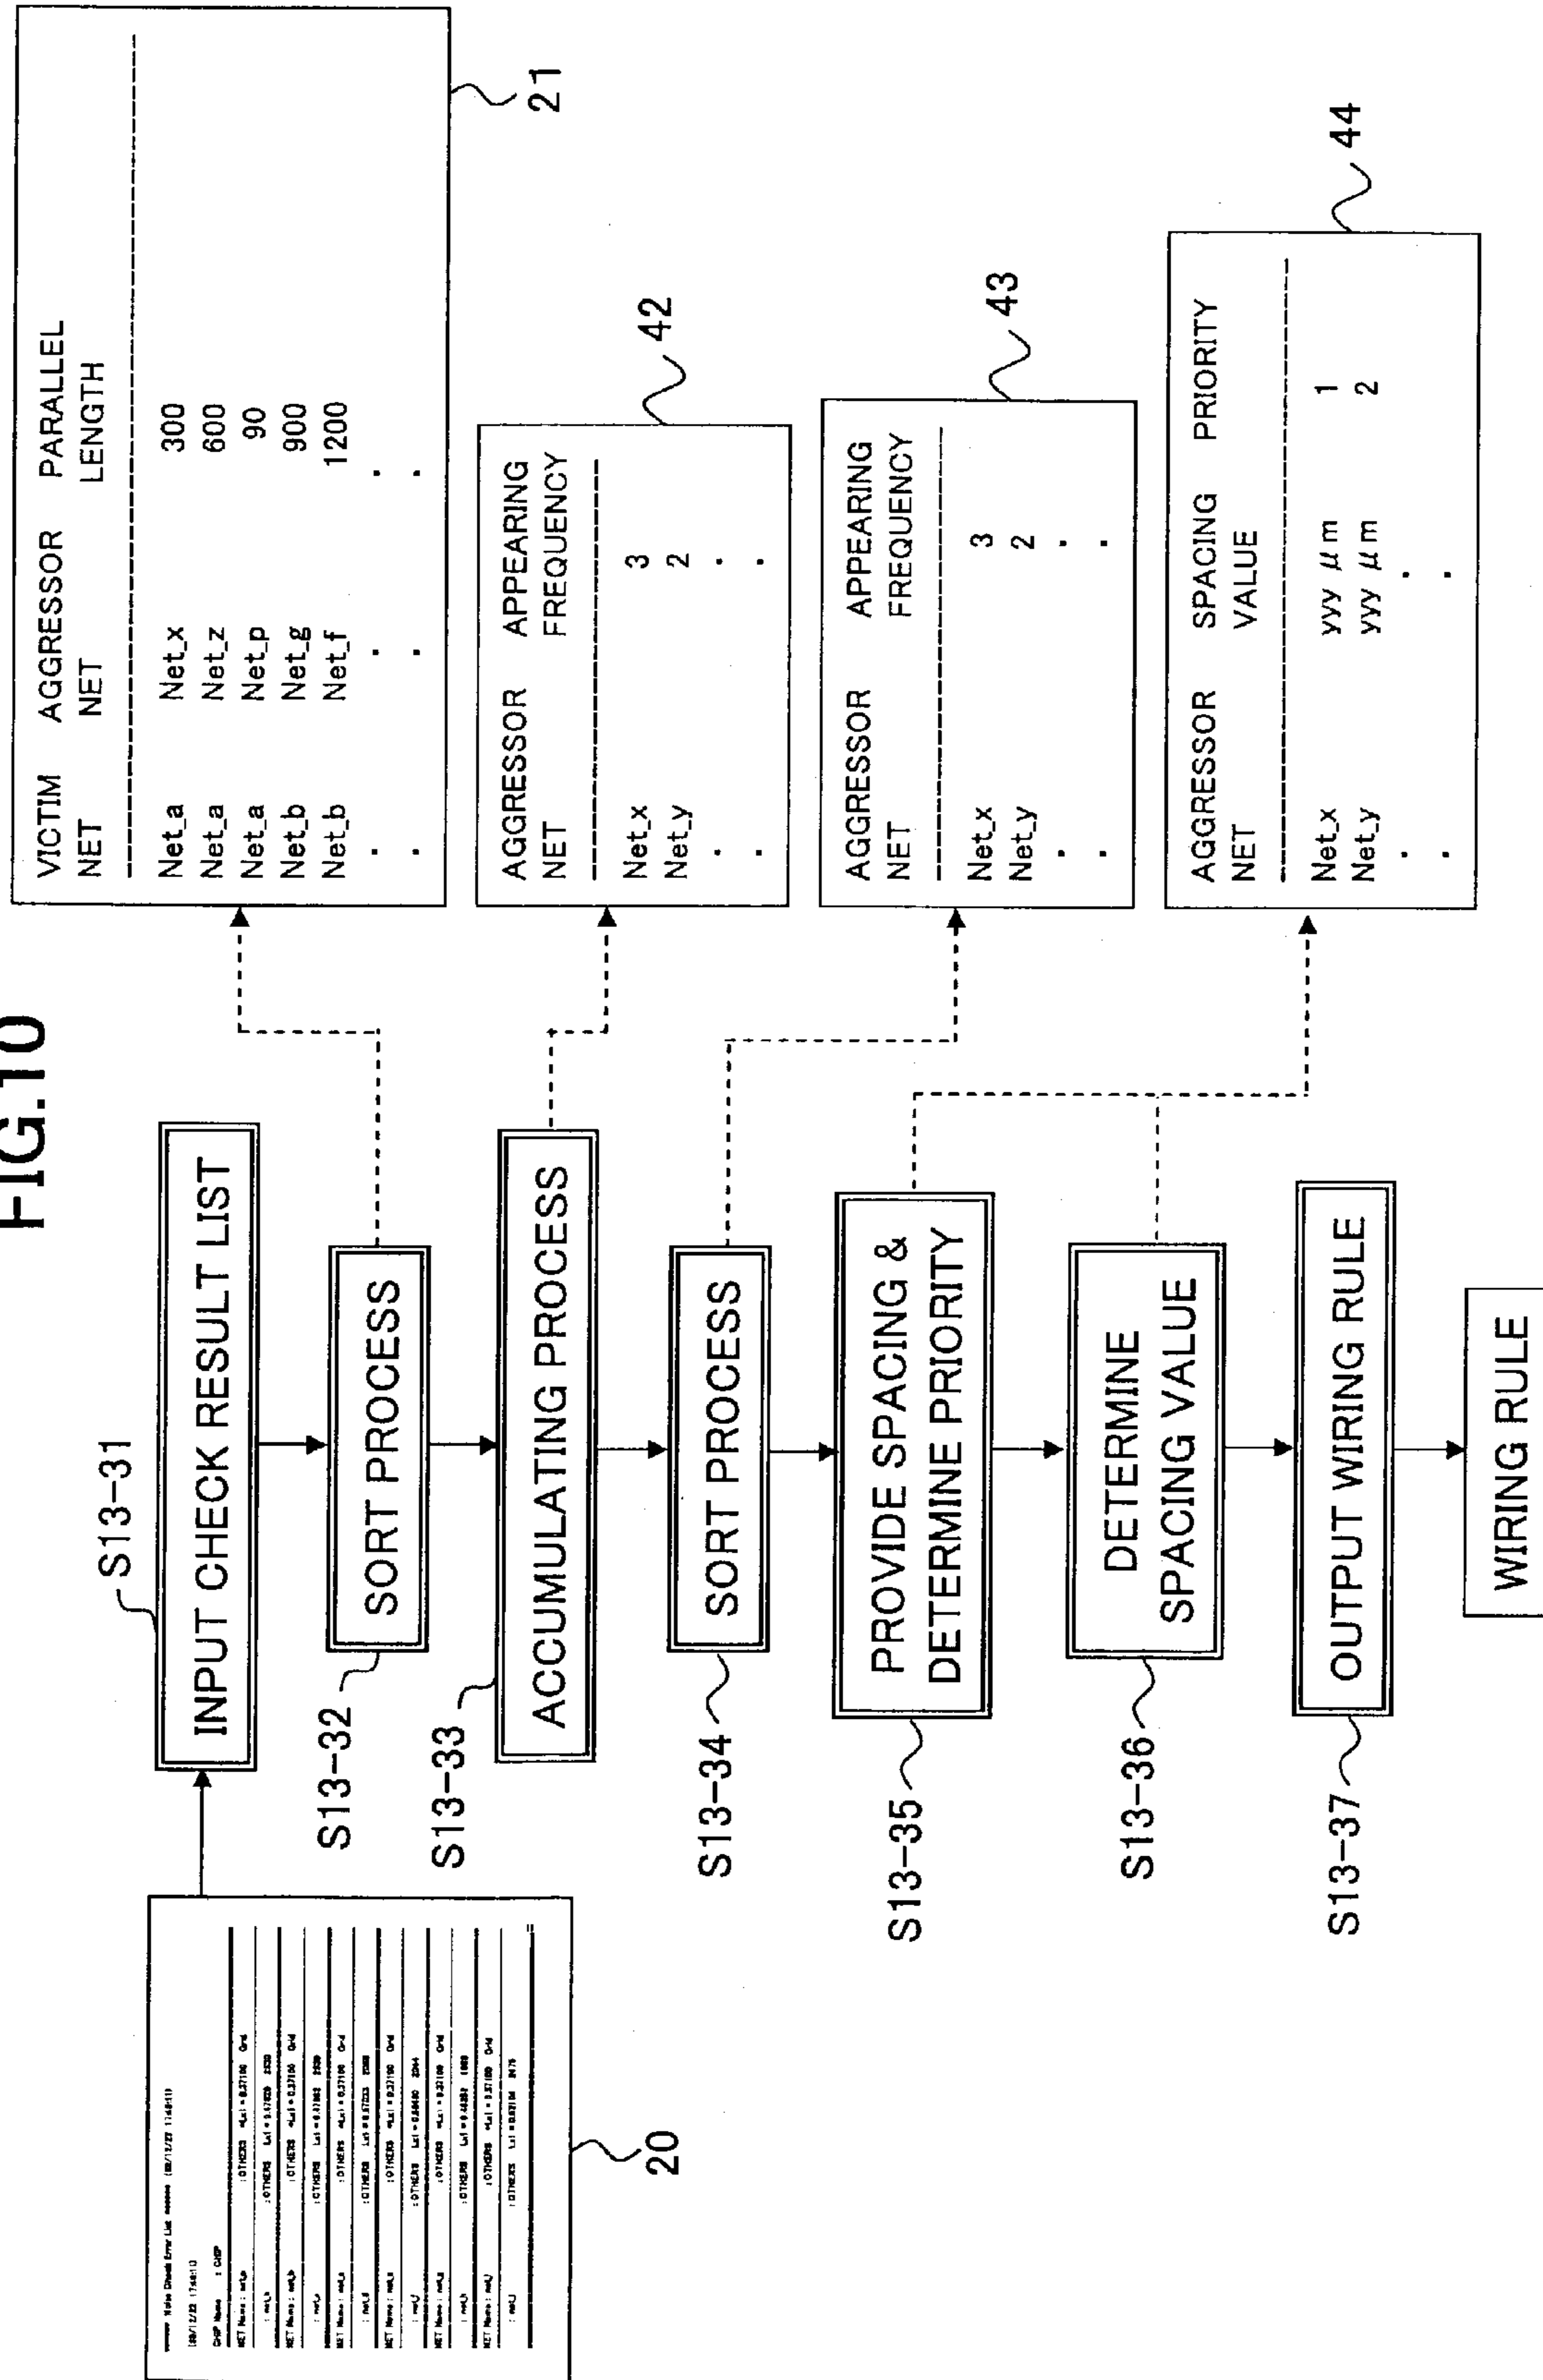 FIG.10
S13-31
INPUT CHECK RESULT LIST
S13-32
SORT PROCESS
S13-33
ACCUMULATING PROCESS
S13-34
SORT PROCESS
S13-35
PROVIDE SPACING &
DETERMINE PRIORITY
S13-36
DETERMINE
SPACING VALUE
S13-37
OUTPUT WIRING RULE
WIRING RULE
20
CHIP Name : CHIP
VICTIM AGGRESSOR PARALLEL
NET NET LENGTH
Net_a Net_x 300
Net_a Net_z 600
Net_a Net_p 90
Net_b Net_g 900
Net_b Net_f 1200
. . .
. . .
21
AGGRESSOR APPEARING
NET FREQUENCY
Net_x 3
Net_y 2
. .
. .
42
AGGRESSOR APPEARING
NET FREQUENCY
Net_x 3
Net_y 2
. .
. .
43
AGGRESSOR SPACING PRIORITY
NET VALUE
Net_x yyy μm 1
Net_y yyy μm 2
. .
. .
44